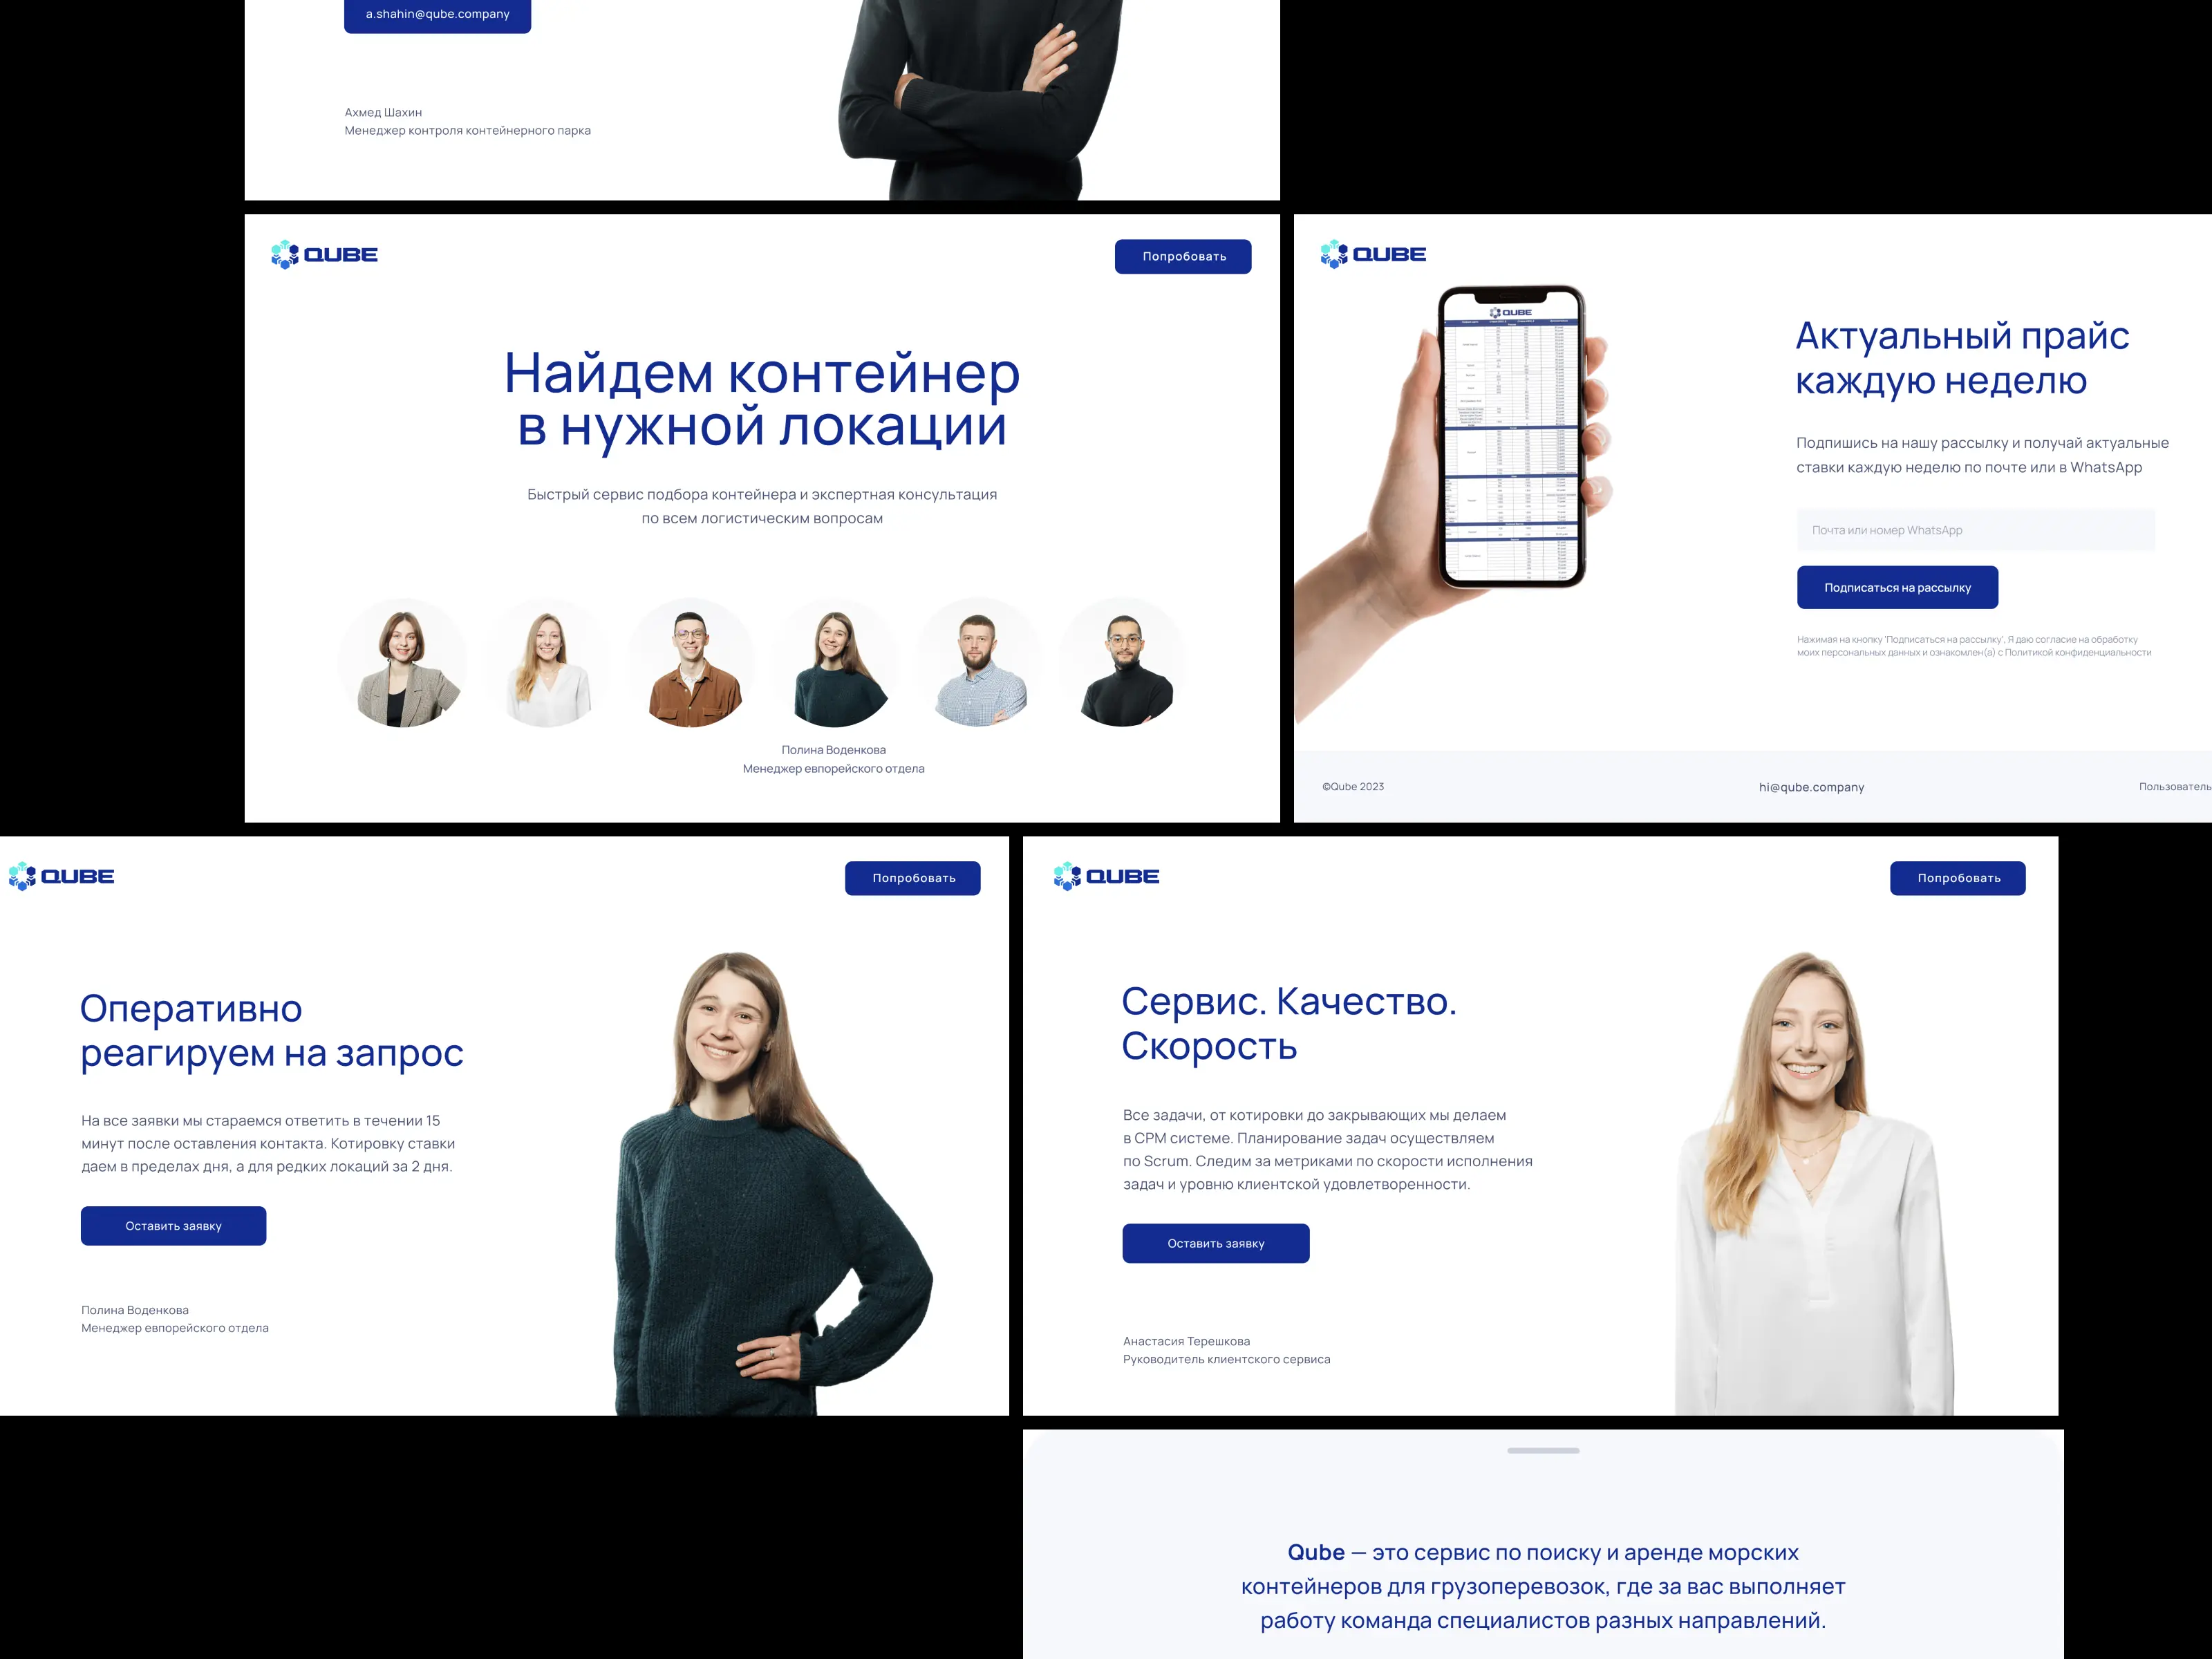 a.shahin@qube.company
Ахмед Шахин
Менеджер контроля контейнерного парка
QUBE
Попробовать
Найдем контейнер
в нужной локации
Быстрый сервис подбора контейнера и экспертная консультация
по всем логистическим вопросам
Полина Воденкова
Менеджер евпорейского отдела
QUBE
QUBE
Актуальный прайс
каждую неделю
Подпишись на нашу рассылку и получай актуальные
ставки каждую неделю по почте или в WhatsApp
Почта или номер WhatsApp
Подписаться на рассылку
Нажимая на кнопку 'Подписаться на рассылку', Я даю согласие на обработку
моих персональных данных и ознакомлен(а) с Политикой конфиденциальности
©Qube 2023
hi@qube.company
Пользователь
QUBE
Попробовать
Оперативно
реагируем на запрос
На все заявки мы стараемся ответить в течении 15
минут после оставления контакта. Котировку ставки
даем в пределах дня, а для редких локаций за 2 дня.
Оставить заявку
Полина Воденкова
Менеджер евпорейского отдела
QUBE
Попробовать
Сервис. Качество.
Скорость
Все задачи, от котировки до закрывающих мы делаем
в СРМ системе. Планирование задач осуществляем
по Scrum. Следим за метриками по скорости исполнения
задач и уровню клиентской удовлетворенности.
Оставить заявку
Анастасия Терешкова
Руководитель клиентского сервиса
Qube — это сервис по поиску и аренде морских
контейнеров для грузоперевозок, где за вас выполняет
работу команда специалистов разных направлений.